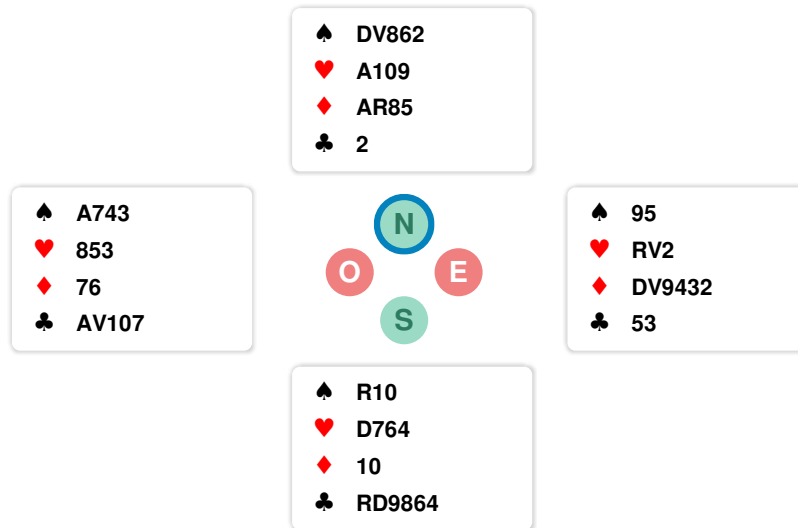 ♠ DV862
♥ A109
♦ AR85
♣ 2
♠ A743
♥ 853
♦ 76
♣ AV107
N
O E
S
♠ 95
♥ RV2
♦ DV9432
♣ 53
♠ R10
♥ D764
♦ 10
♣ RD9864